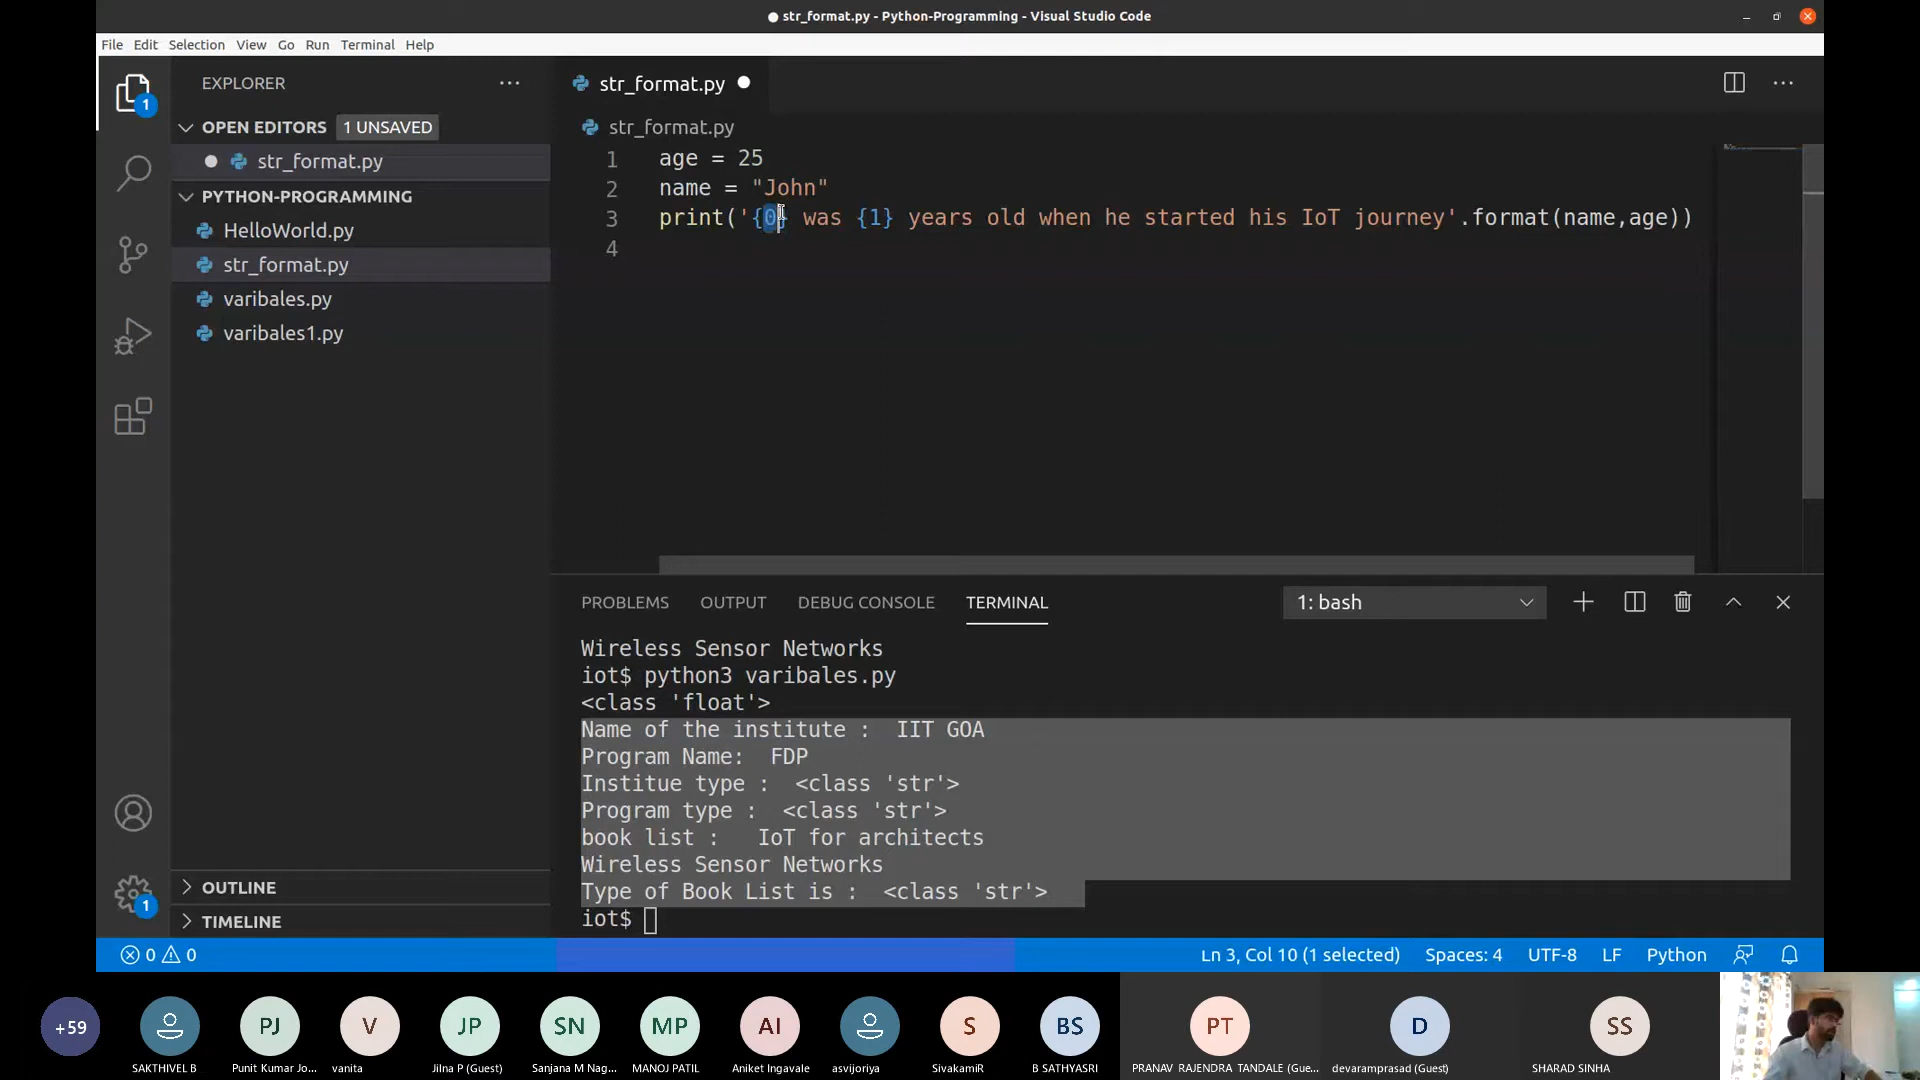 str_format.py - Python-Programming - Visual Studio Code
File Edit Selection View Go Run Terminal Help
EXPLORER
str_format.py
1
OPEN EDITORS 1 UNSAVED
str_format.py
str_format.py
PYTHON-PROGRAMMING
HelloWorld.py
str_format.py
varibales.py
varibales1.py
1 age = 25
2 name = "John"
3 print('{0} was {1} years old when he started his IoT journey'.format(name,age))
4
PROBLEMS OUTPUT DEBUG CONSOLE TERMINAL 1: bash
Wireless Sensor Networks
iot$ python3 varibales.py
<class 'float'>
Name of the institute :  IIT GOA
Program Name:  FDP
Institue type :  <class 'str'>
Program type :  <class 'str'>
book list :   IoT for architects
Wireless Sensor Networks
Type of Book List is :  <class 'str'>
iot$
OUTLINE
TIMELINE
1
0 0 Ln 3, Col 10 (1 selected) Spaces: 4 UTF-8 LF Python
+59 PJ V JP SN MP AI S BS PT D SS
SAKTHIVEL B Punit Kumar Jo... vanita Jilna P (Guest) Sanjana M Nag... MANOJ PATIL Aniket Ingavale asvijoriya SivakamiR B SATHYASRI PRANAV RAJENDRA TANDALE (Gue... devaramprasad (Guest) SHARAD SINHA